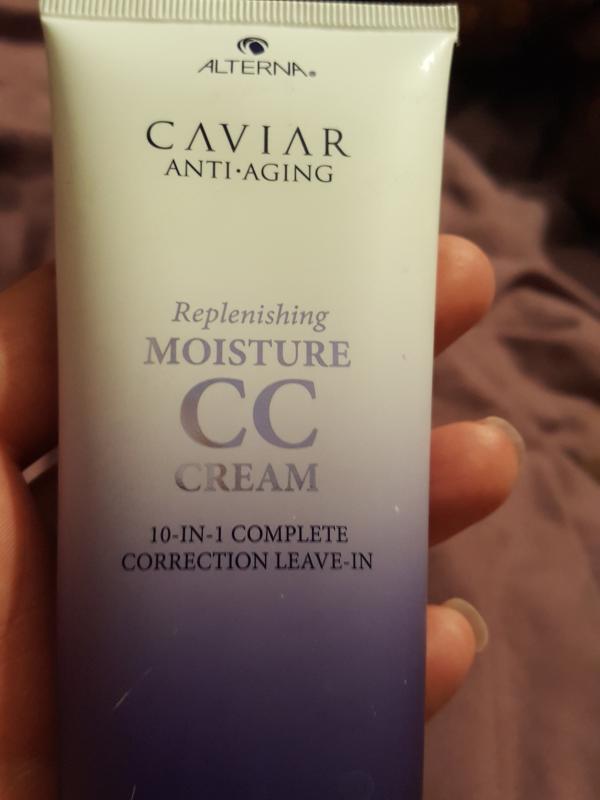 ALTERNA®
CAVIAR
ANTI·AGING
Replenishing
MOISTURE
CC
CREAM
10-IN-1 COMPLETE
CORRECTION LEAVE-IN